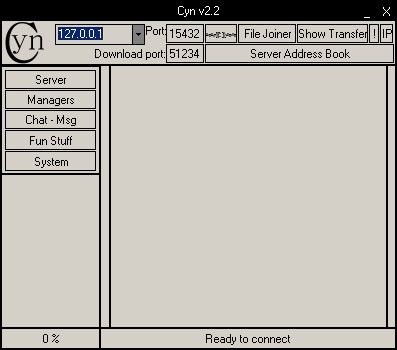 Cyn v2.2
_ X
Cyn
127.0.0.1 Port: 15432 File Joiner Show Transfer ! IP
Download port: 51234 Server Address Book
Server
Managers
Chat - Msg
Fun Stuff
System
0 % Ready to connect